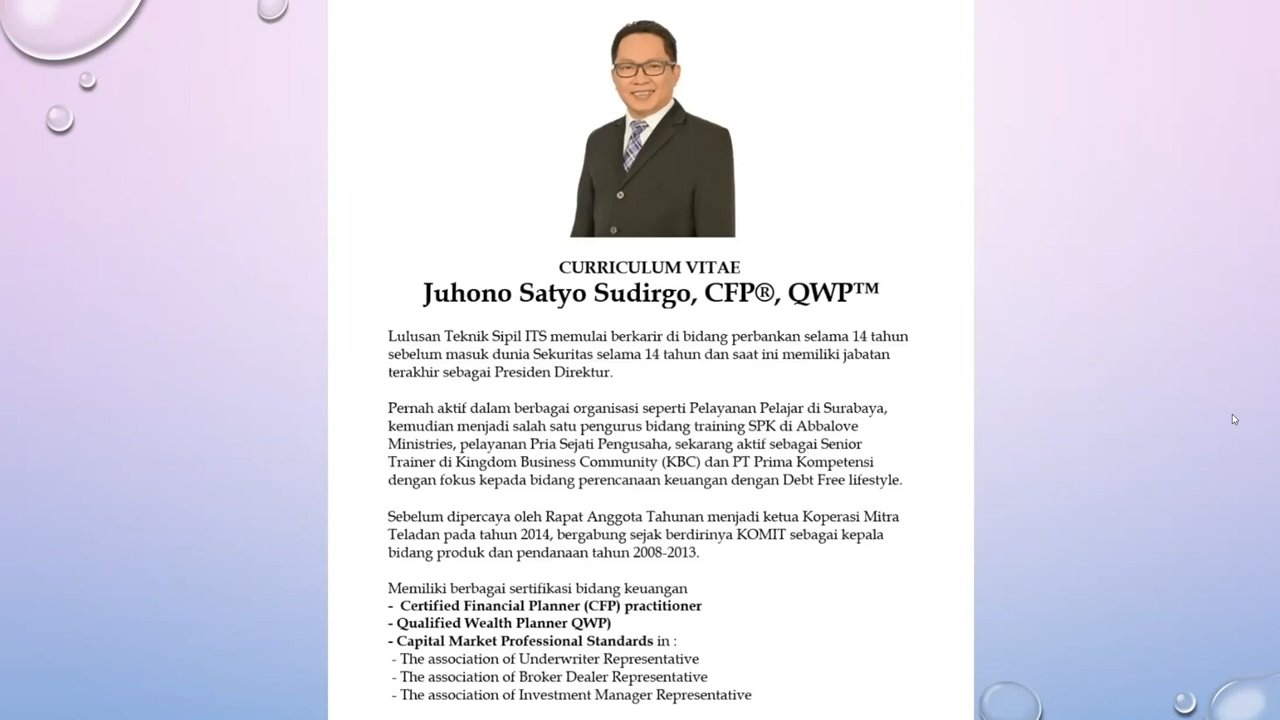 CURRICULUM VITAE
Juhono Satyo Sudirgo, CFP®, QWP™
Lulusan Teknik Sipil ITS memulai berkarir di bidang perbankan selama 14 tahun
sebelum masuk dunia Sekuritas selama 14 tahun dan saat ini memiliki jabatan
terakhir sebagai Presiden Direktur.
Pernah aktif dalam berbagai organisasi seperti Pelayanan Pelajar di Surabaya,
kemudian menjadi salah satu pengurus bidang training SPK di Abbalove
Ministries, pelayanan Pria Sejati Pengusaha, sekarang aktif sebagai Senior
Trainer di Kingdom Business Community (KBC) dan PT Prima Kompetensi
dengan fokus kepada bidang perencanaan keuangan dengan Debt Free lifestyle.
Sebelum dipercaya oleh Rapat Anggota Tahunan menjadi ketua Koperasi Mitra
Teladan pada tahun 2014, bergabung sejak berdirinya KOMIT sebagai kepala
bidang produk dan pendanaan tahun 2008-2013.
Memiliki berbagai sertifikasi bidang keuangan
- Certified Financial Planner (CFP) practitioner
- Qualified Wealth Planner QWP)
- Capital Market Professional Standards in :
- The association of Underwriter Representative
- The association of Broker Dealer Representative
- The association of Investment Manager Representative